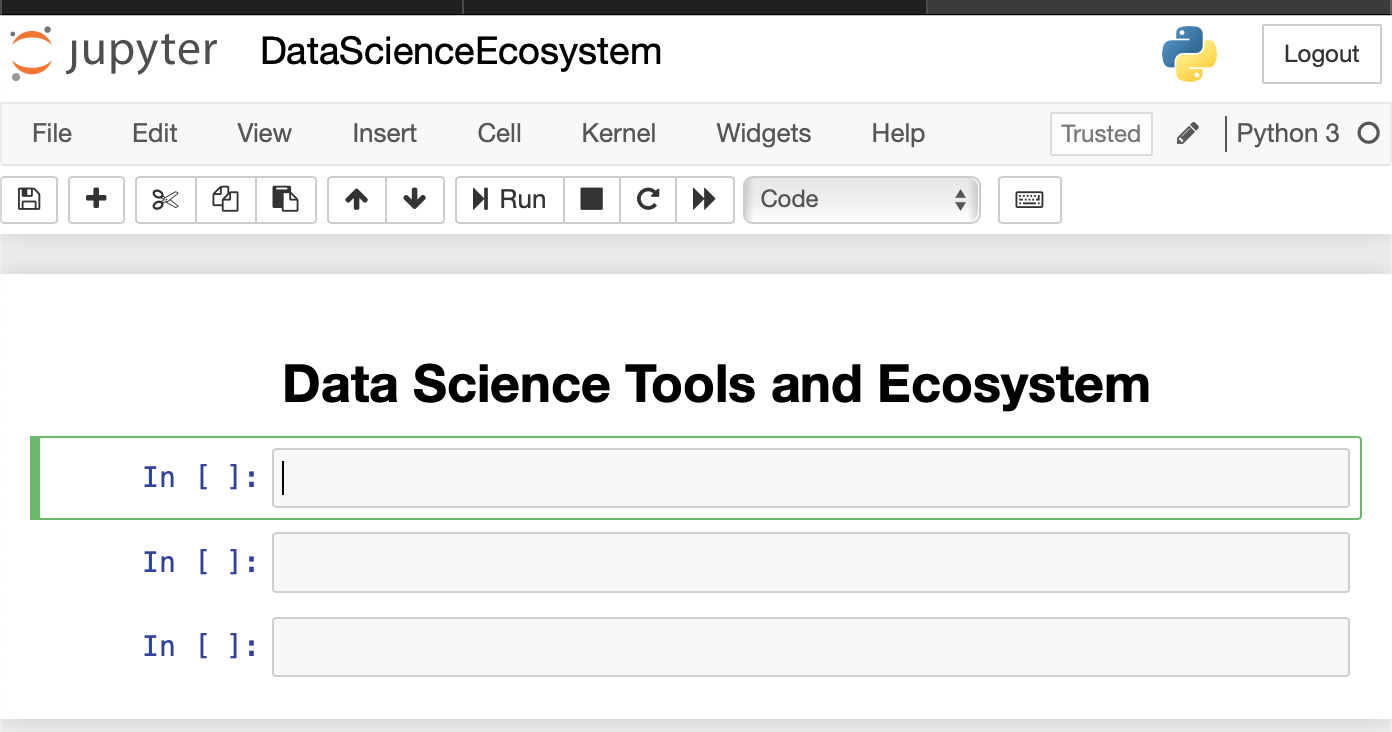 jupyter DataScienceEcosystem Logout
File Edit View Insert Cell Kernel Widgets Help Trusted Python 3
Run Code
Data Science Tools and Ecosystem
In [ ]:
In [ ]:
In [ ]: